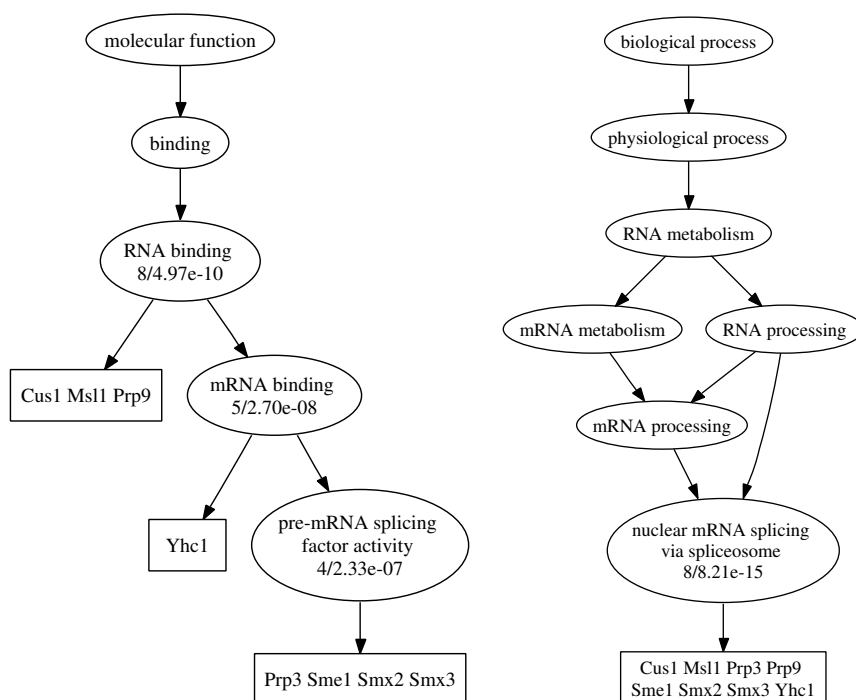 molecular function
binding
RNA binding
8/4.97e-10
Cus1 Msl1 Prp9
mRNA binding
5/2.70e-08
Yhc1
pre-mRNA splicing
factor activity
4/2.33e-07
Prp3 Sme1 Smx2 Smx3
biological process
physiological process
RNA metabolism
mRNA metabolism
RNA processing
mRNA processing
nuclear mRNA splicing
via spliceosome
8/8.21e-15
Cus1 Msl1 Prp3 Prp9
Sme1 Smx2 Smx3 Yhc1